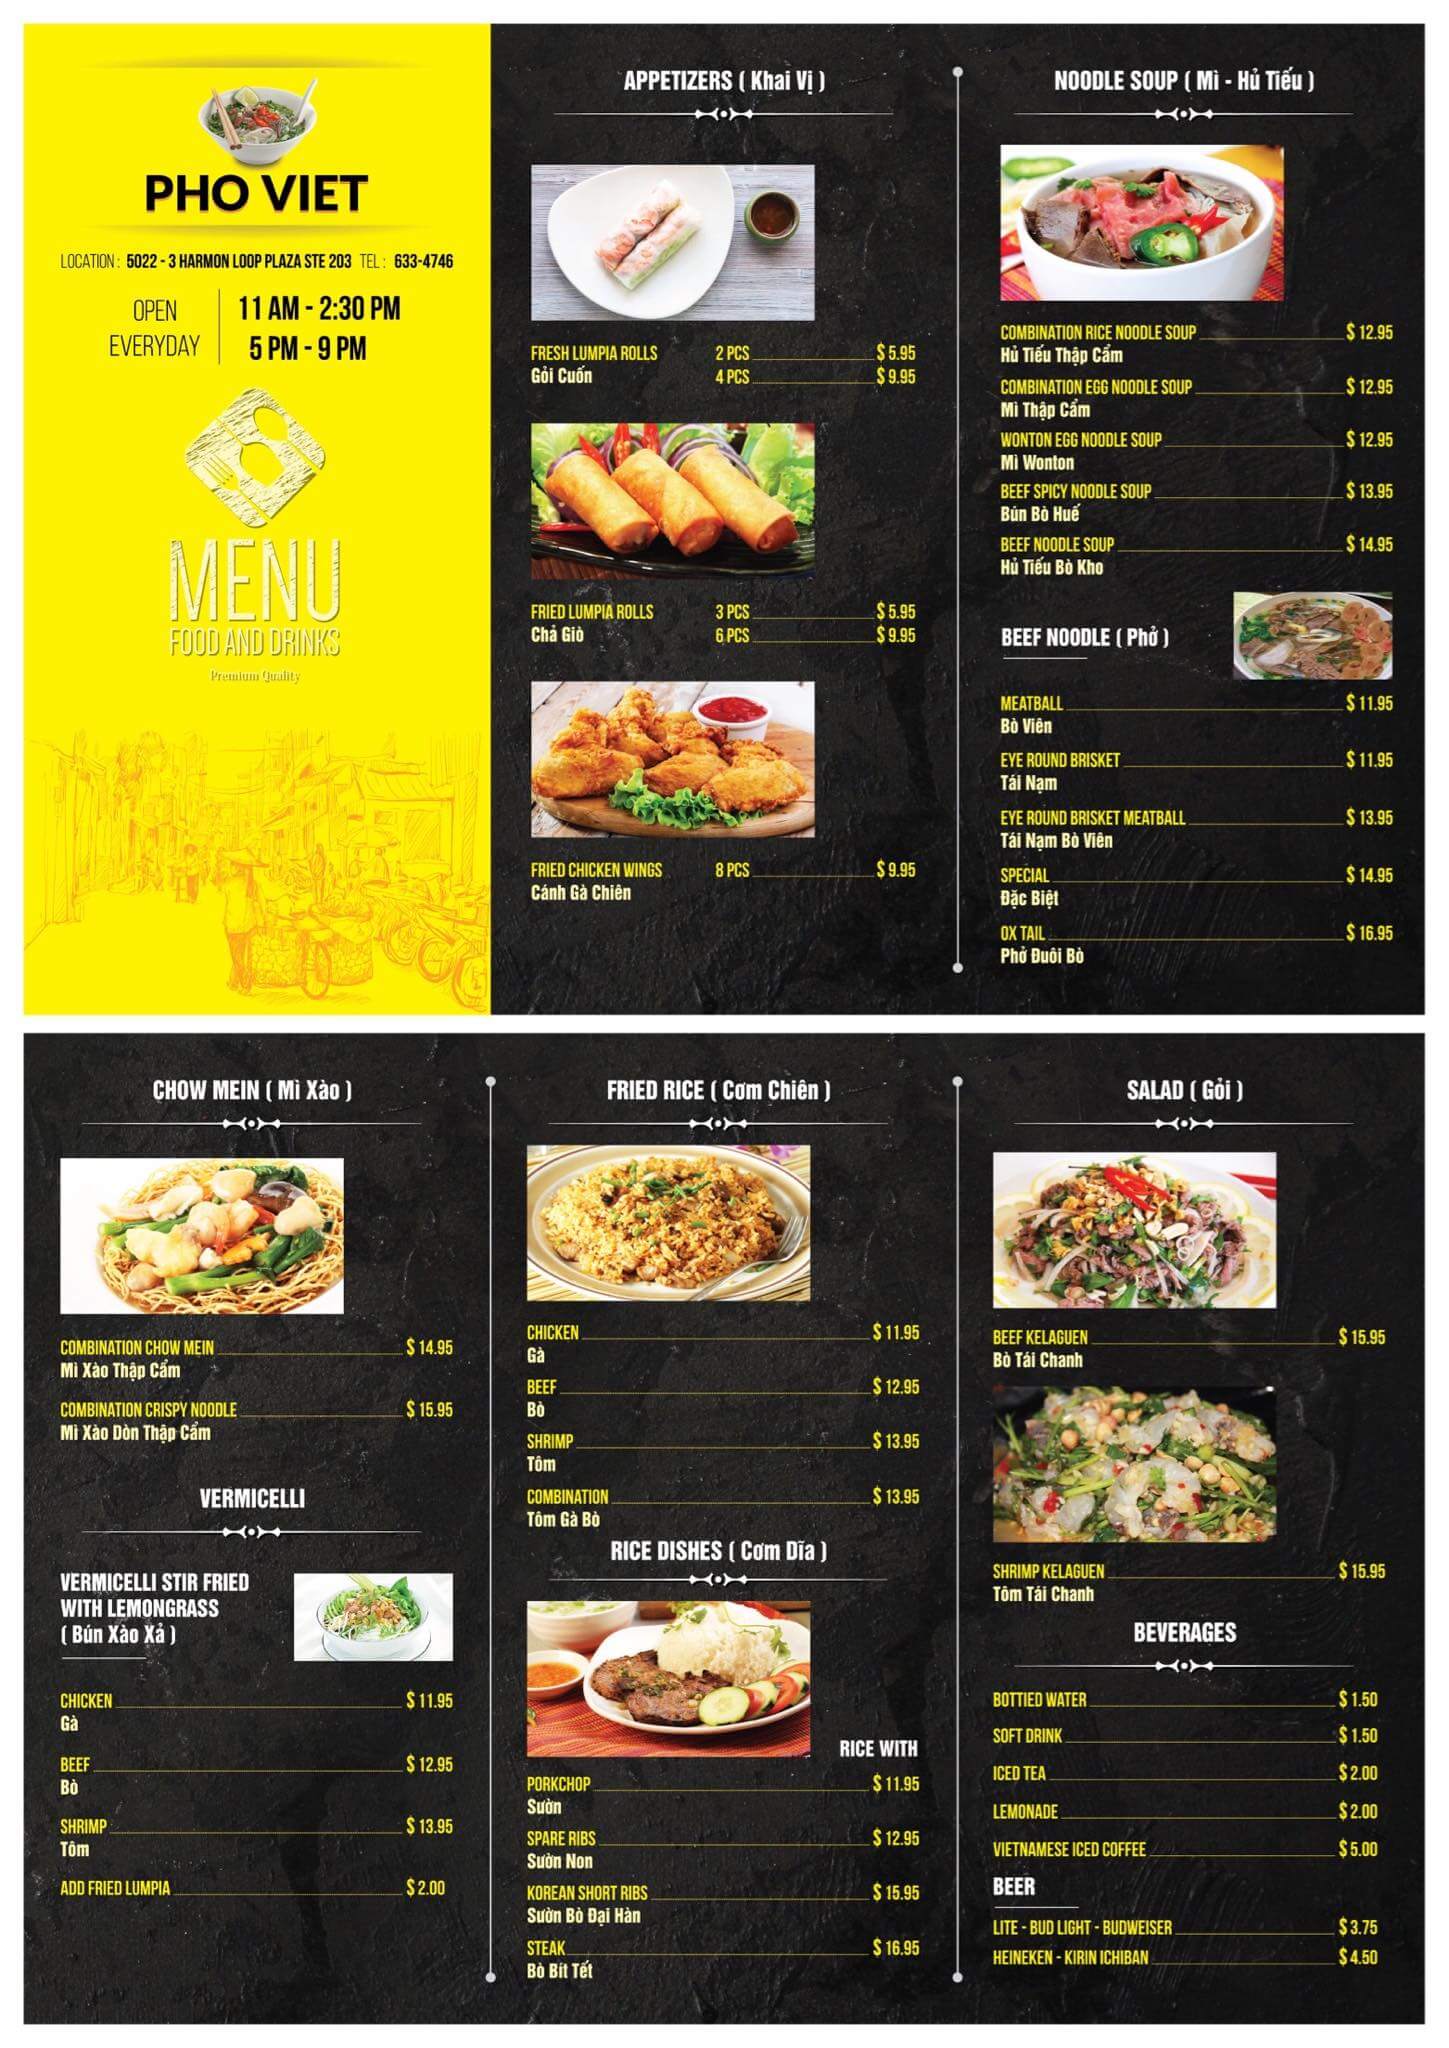 PHO VIET
LOCATION : 5022 - 3 HARMON LOOP PLAZA STE 203 TEL : 633-4746
OPEN
EVERYDAY
11 AM - 2:30 PM
5 PM - 9 PM
MENU
FOOD AND DRINKS
Premium Quality
APPETIZERS ( Khai Vị )
FRESH LUMPIA ROLLS 2 PCS $ 5.95
Gỏi Cuốn 4 PCS $ 9.95
FRIED LUMPIA ROLLS 3 PCS $ 5.95
Chả Giò 6 PCS $ 9.95
FRIED CHICKEN WINGS 8 PCS $ 9.95
Cánh Gà Chiên
NOODLE SOUP ( Mì - Hủ Tiếu )
COMBINATION RICE NOODLE SOUP $ 12.95
Hủ Tiếu Thập Cẩm
COMBINATION EGG NOODLE SOUP $ 12.95
Mì Thập Cẩm
WONTON EGG NOODLE SOUP $ 12.95
Mì Wonton
BEEF SPICY NOODLE SOUP $ 13.95
Bún Bò Huế
BEEF NOODLE SOUP $ 14.95
Hủ Tiếu Bò Kho
BEEF NOODLE ( Phở )
MEATBALL $ 11.95
Bò Viên
EYE ROUND BRISKET $ 11.95
Tái Nạm
EYE ROUND BRISKET MEATBALL $ 13.95
Tái Nạm Bò Viên
SPECIAL $ 14.95
Đặc Biệt
OX TAIL $ 16.95
Phở Đuôi Bò
CHOW MEIN ( Mì Xào )
COMBINATION CHOW MEIN $ 14.95
Mì Xào Thập Cẩm
COMBINATION CRISPY NOODLE $ 15.95
Mì Xào Dòn Thập Cẩm
VERMICELLI
VERMICELLI STIR FRIED
WITH LEMONGRASS
( Bún Xào Xả )
CHICKEN $ 11.95
Gà
BEEF $ 12.95
Bò
SHRIMP $ 13.95
Tôm
ADD FRIED LUMPIA $ 2.00
FRIED RICE ( Cơm Chiên )
CHICKEN $ 11.95
Gà
BEEF $ 12.95
Bò
SHRIMP $ 13.95
Tôm
COMBINATION $ 13.95
Tôm Gà Bò
RICE DISHES ( Cơm Dĩa )
RICE WITH
PORKCHOP $ 11.95
Sườn
SPARE RIBS $ 12.95
Sườn Non
KOREAN SHORT RIBS $ 15.95
Sườn Bò Đại Hàn
STEAK $ 16.95
Bò Bít Tết
SALAD ( Gỏi )
BEEF KELAGUEN $ 15.95
Bò Tái Chanh
SHRIMP KELAGUEN $ 15.95
Tôm Tái Chanh
BEVERAGES
BOTTIED WATER $ 1.50
SOFT DRINK $ 1.50
ICED TEA $ 2.00
LEMONADE $ 2.00
VIETNAMESE ICED COFFEE $ 5.00
BEER
LITE - BUD LIGHT - BUDWEISER $ 3.75
HEINEKEN - KIRIN ICHIBAN $ 4.50